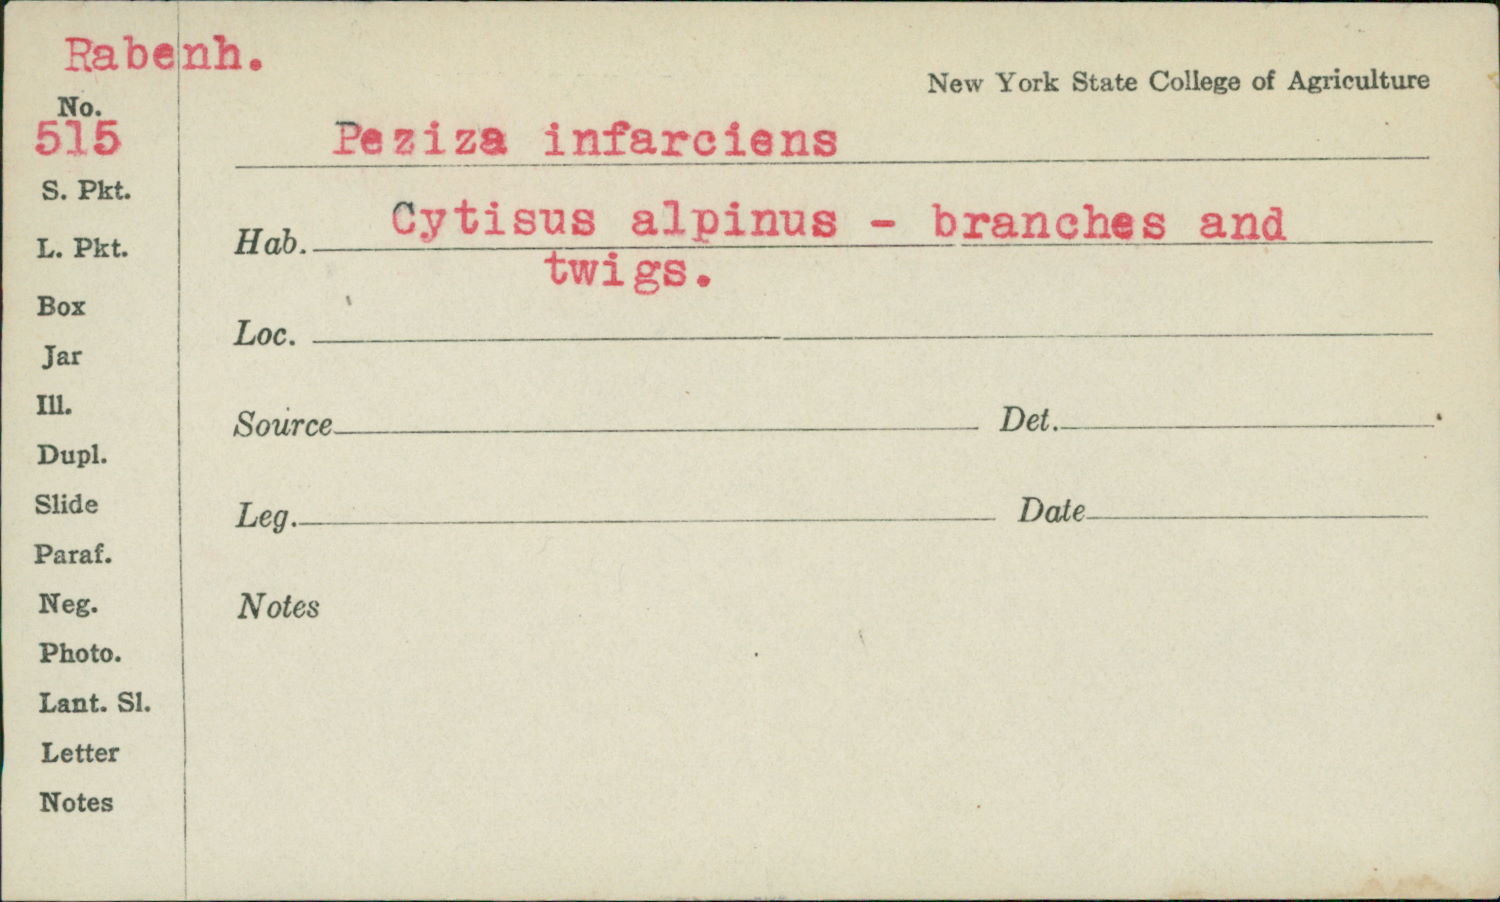 Rabenh.
New York State College of Agriculture
No.
515
Peziza infarciens
S. Pkt.
Hab. Cytisus alpinus - branches and
twigs.
L. Pkt.
Box
Loc.
Jar
Ill.
Source Det.
Dupl.
Slide
Leg. Date
Paraf.
Neg.
Notes
Photo.
Lant. Sl.
Letter
Notes